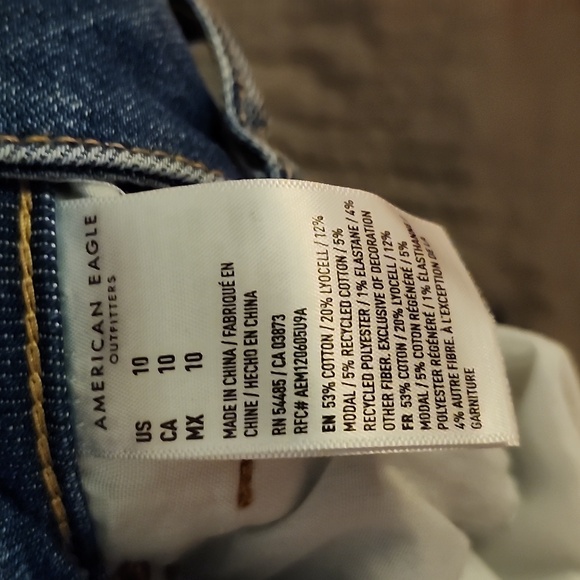 AMERICAN EAGLE
OUTFITTERS
US 10
CA 10
MX 10
MADE IN CHINA / FABRIQUÉ EN
CHINE / HECHO EN CHINA
RN 54485 / CA 03873
RFC# AEM120605U9A
EN 53% COTTON / 20% LYOCELL / 12%
MODAL / 5% RECYCLED COTTON / 5%
RECYCLED POLYESTER / 1% ELASTANE / 4%
OTHER FIBER. EXCLUSIVE OF DECORATION
FR 53% COTON / 20% LYOCELL / 12%
MODAL / 5% COTON RÉGÉNÉRÉ / 5%
POLYESTER RÉGÉNÉRÉ / 1% ÉLASTHANNE
4% AUTRE FIBRE. À L'EXCEPTION DE LA
GARNITURE